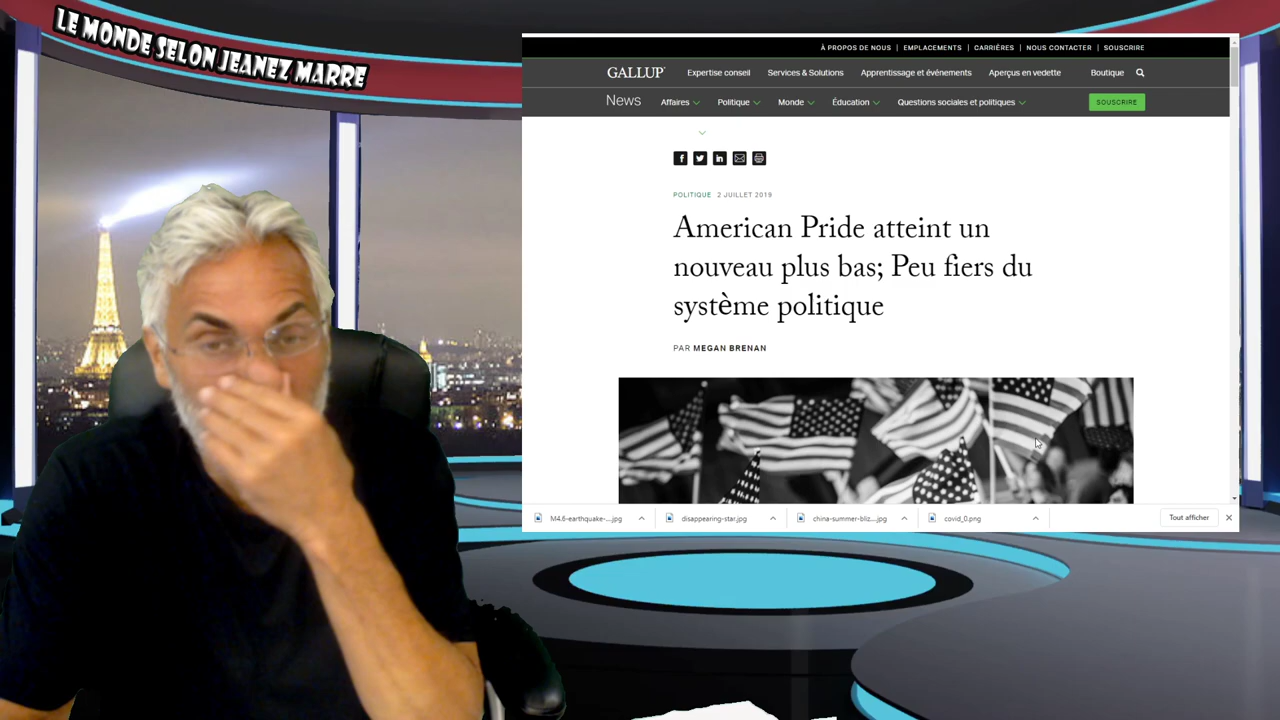 LE MONDE SELON JEANEZ MARRE
À PROPOS DE NOUS | EMPLACEMENTS | CARRIÈRES | NOUS CONTACTER | SOUSCRIRE
GALLUP Expertise conseil Services & Solutions Apprentissage et événements Aperçus en vedette Boutique
News Affaires Politique Monde Éducation Questions sociales et politiques SOUSCRIRE
POLITIQUE 2 JUILLET 2019
American Pride atteint un
nouveau plus bas; Peu fiers du
système politique
PAR MEGAN BRENAN
M4.6-earthquake-....jpg disappearing-star.jpg china-summer-bliz....jpg covid_0.png Tout afficher